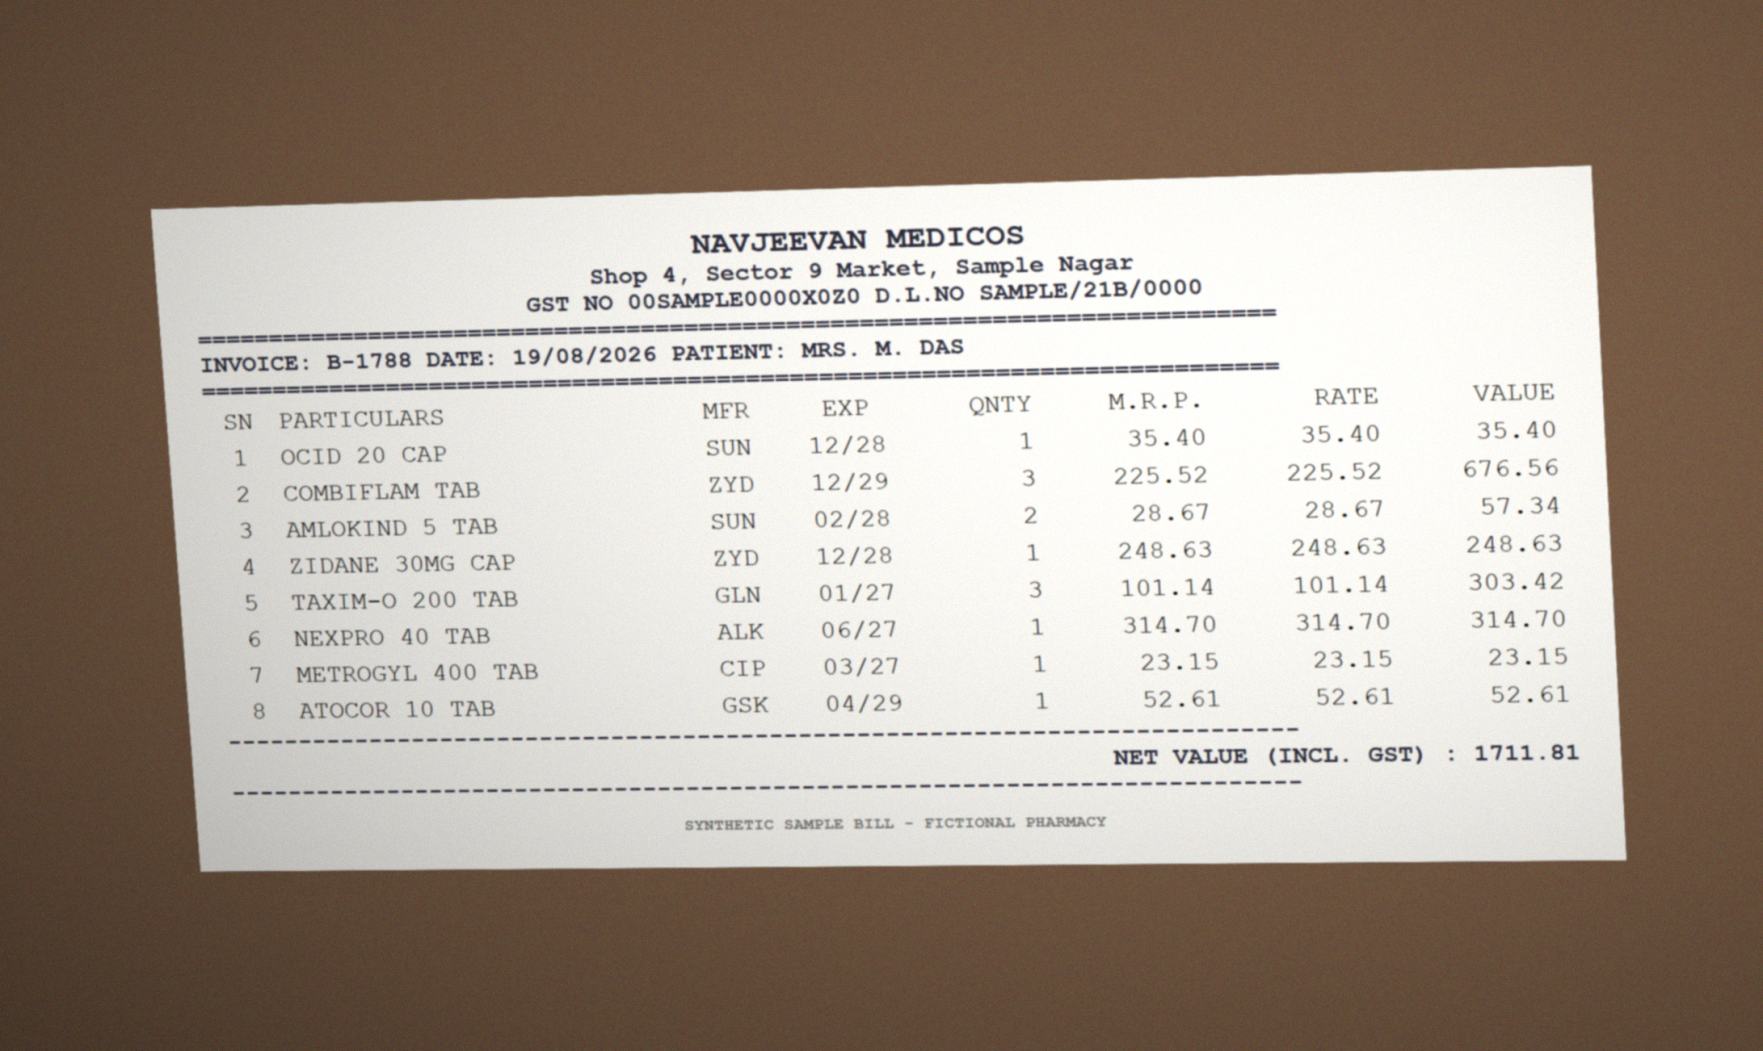 NAVJEEVAN MEDICOS
Shop 4, Sector 9 Market, Sample Nagar
GST NO 00SAMPLE0000X0Z0 D.L.NO SAMPLE/21B/0000
===========================================================================
INVOICE: B-1788 DATE: 19/08/2026 PATIENT: MRS. M. DAS
===========================================================================
SN PARTICULARS MFR EXP QNTY M.R.P. RATE VALUE
1 OCID 20 CAP SUN 12/28 1 35.40 35.40 35.40
2 COMBIFLAM TAB ZYD 12/29 3 225.52 225.52 676.56
3 AMLOKIND 5 TAB SUN 02/28 2 28.67 28.67 57.34
4 ZIDANE 30MG CAP ZYD 12/28 1 248.63 248.63 248.63
5 TAXIM-O 200 TAB GLN 01/27 3 101.14 101.14 303.42
6 NEXPRO 40 TAB ALK 06/27 1 314.70 314.70 314.70
7 METROGYL 400 TAB CIP 03/27 1 23.15 23.15 23.15
8 ATOCOR 10 TAB GSK 04/29 1 52.61 52.61 52.61
---------------------------------------------------------------------------
NET VALUE (INCL. GST) : 1711.81
---------------------------------------------------------------------------
SYNTHETIC SAMPLE BILL - FICTIONAL PHARMACY